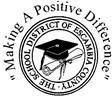 "Making A Positive Difference"
THE SCHOOL DISTRICT OF ESCAMBIA COUNTY